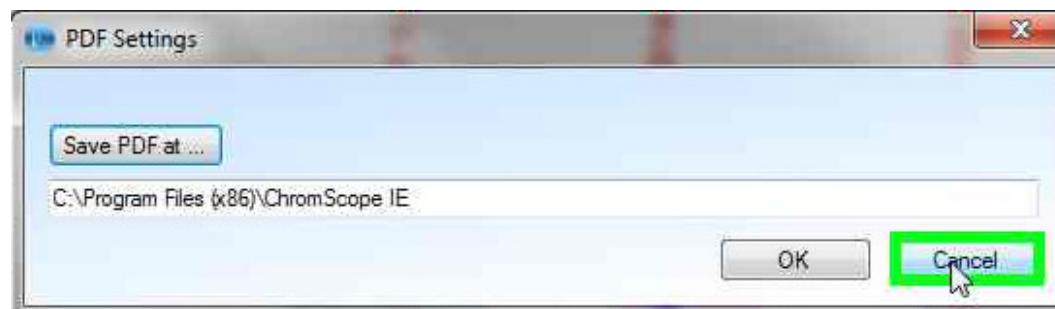 PDF Settings
Save PDF at ...
C:\Program Files (x86)\ChromScope IE
OK
Cancel